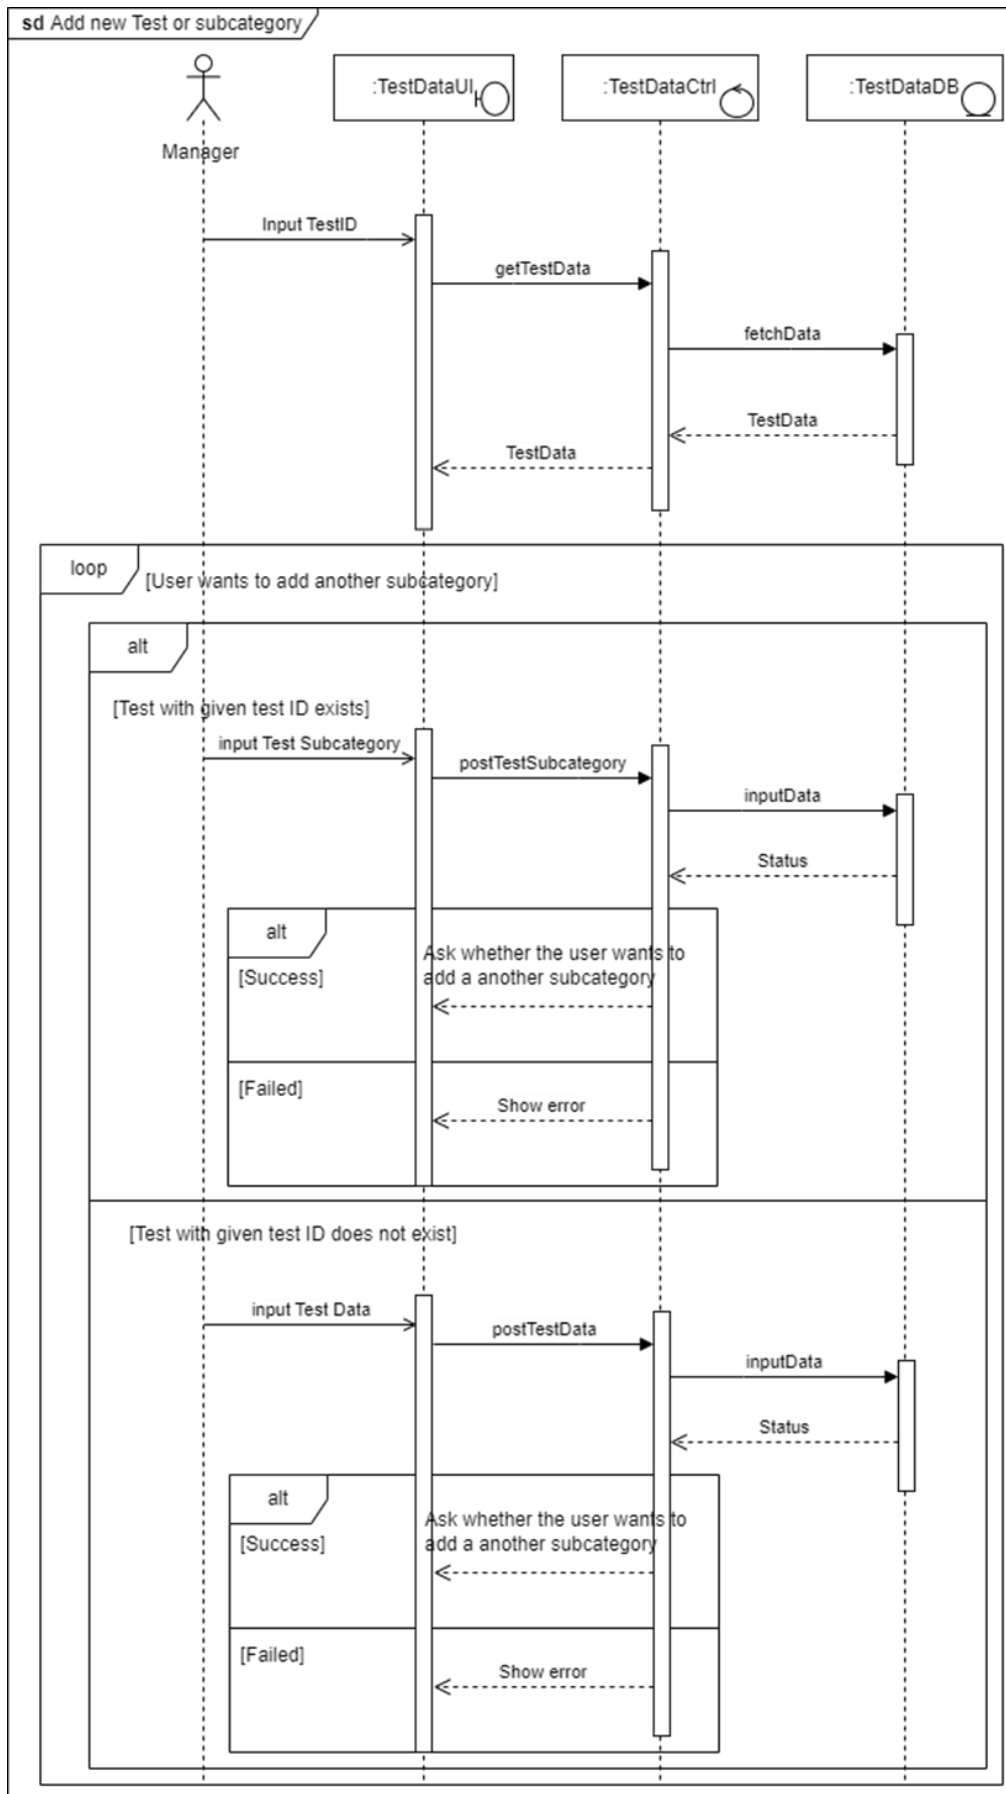 sd Add new Test or subcategory
:TestDataUI
:TestDataCtrl
:TestDataDB
Manager
Input TestID
getTestData
fetchData
TestData
TestData
loop
[User wants to add another subcategory]
alt
[Test with given test ID exists]
input Test Subcategory
postTestSubcategory
inputData
Status
alt
Ask whether the user wants to
[Success]
add a another subcategory
[Failed]
Show error
[Test with given test ID does not exist]
input Test Data
postTestData
inputData
Status
alt
Ask whether the user wants to
[Success]
add a another subcategory
[Failed]
Show error